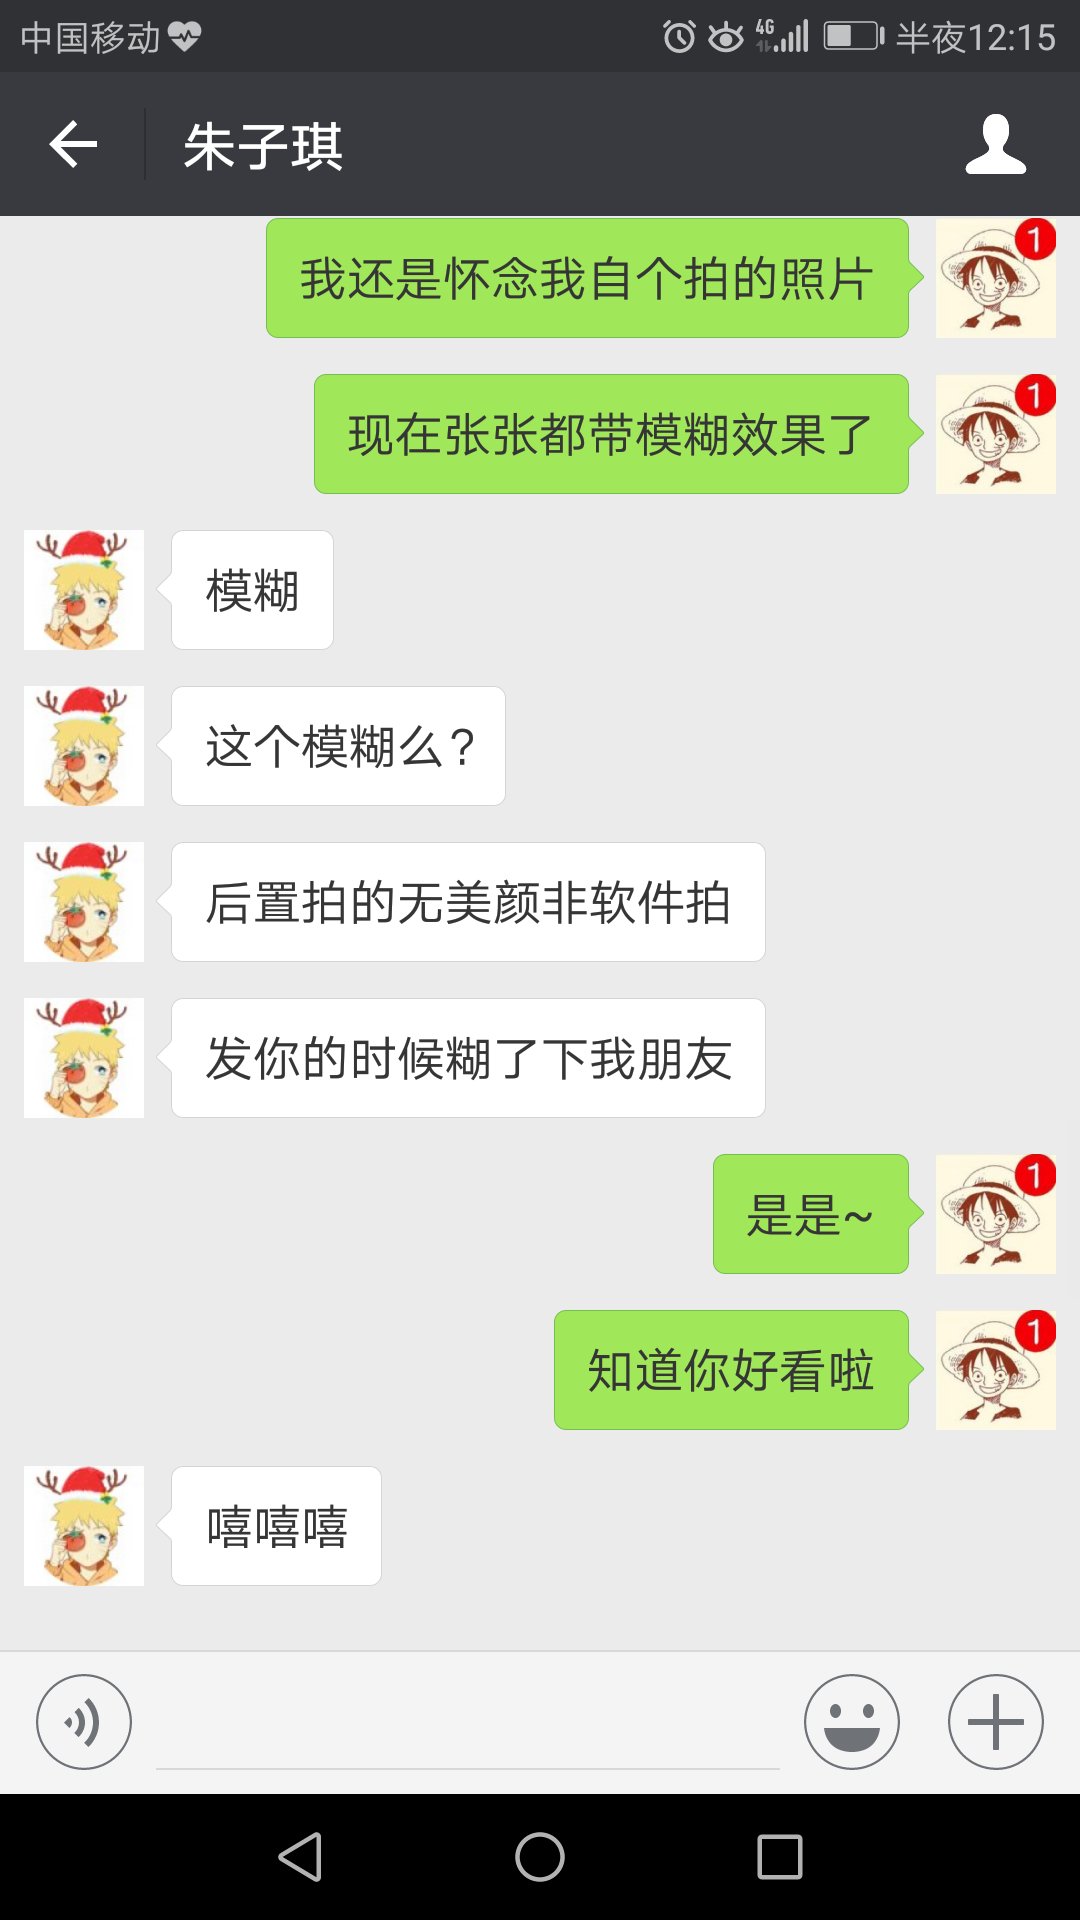 中国移动 4G 半夜12:15
朱子琪
我还是怀念我自个拍的照片
1
现在张张都带模糊效果了
1
模糊
这个模糊么？
后置拍的无美颜非软件拍
发你的时候糊了下我朋友
是是~
1
知道你好看啦
1
嘻嘻嘻